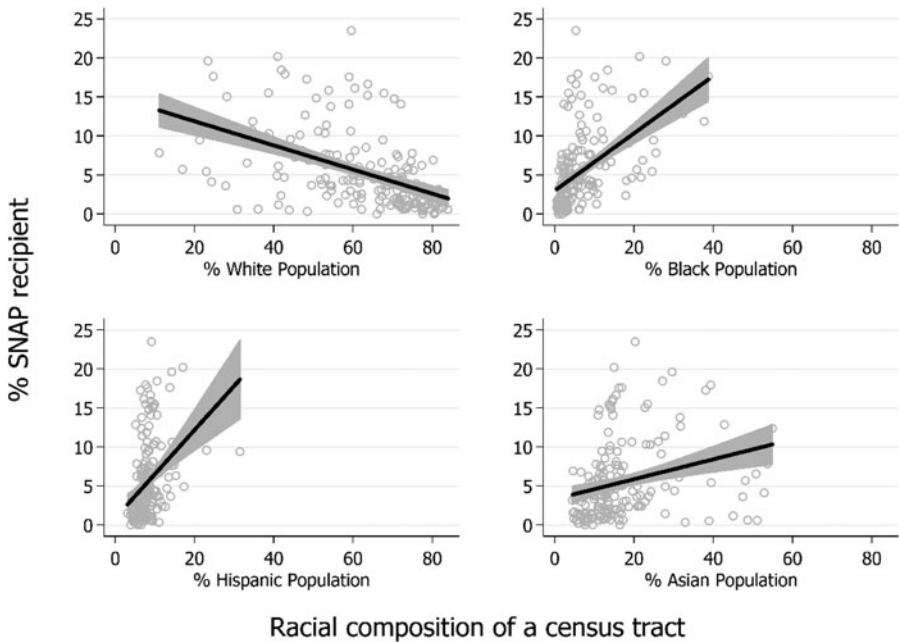 % SNAP recipient
25
20
15
10
5
0
0 20 40 60 80
% White Population
25
20
15
10
5
0
0 20 40 60 80
% Black Population
25
20
15
10
5
0
0 20 40 60 80
% Hispanic Population
25
20
15
10
5
0
0 20 40 60 80
% Asian Population
Racial composition of a census tract